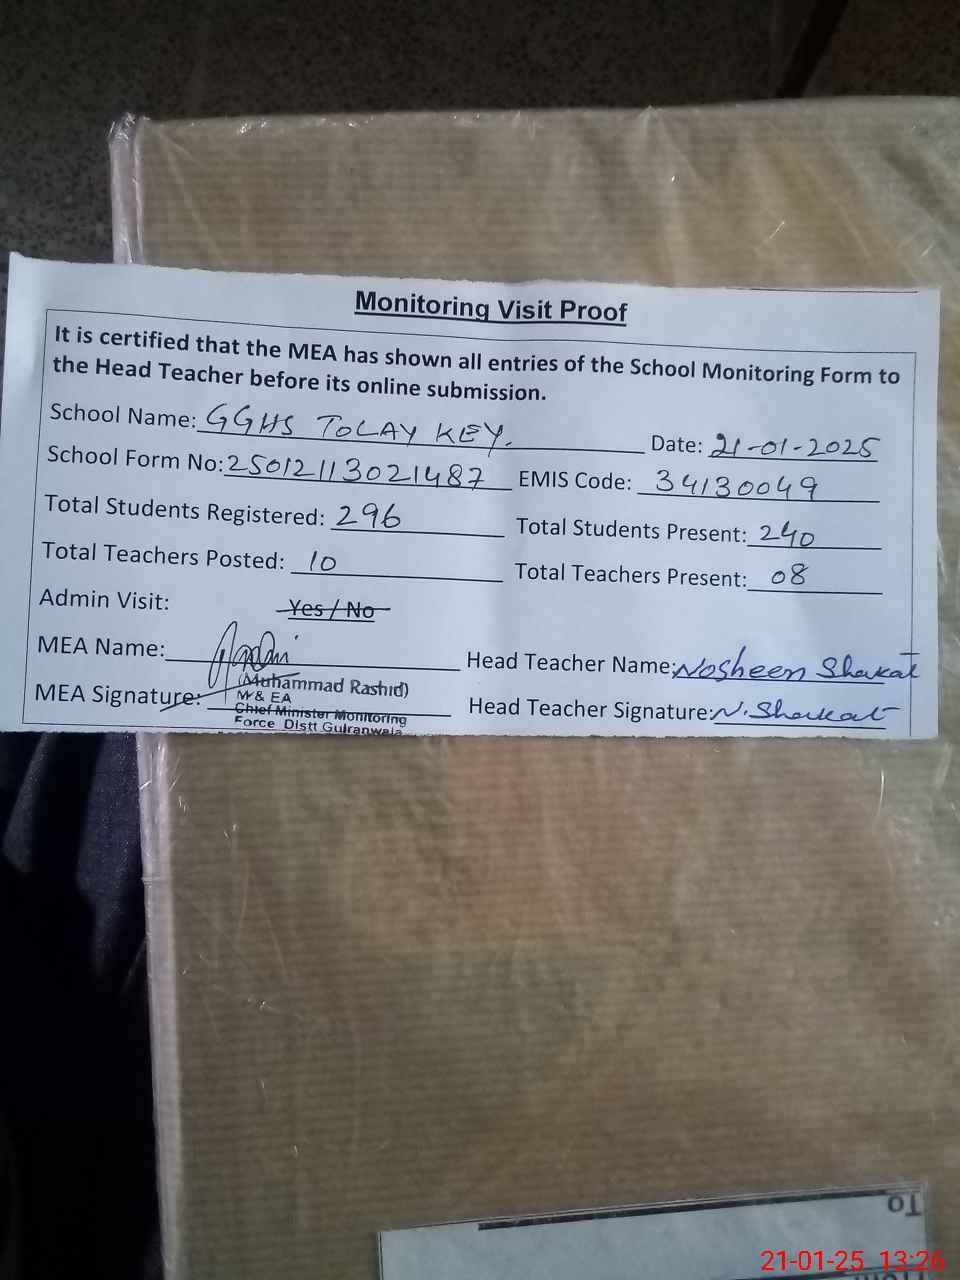 Monitoring Visit Proof
It is certified that the MEA has shown all entries of the School Monitoring Form to
the Head Teacher before its online submission.
School Name: GGHS TOLAY KEY. Date: 21-01-2025
School Form No: 25012113021487 EMIS Code: 34130049
Total Students Registered: 296 Total Students Present: 240
Total Teachers Posted: 10 Total Teachers Present: 08
Admin Visit: Yes / No
MEA Name: Head Teacher Name: Nosheen Shaukat
(Muhammad Rashid)
MEA Signature: Head Teacher Signature: N. Shaukat
M & EA
Chief Minister Monitoring
Force Distt Gujranwala
To
21-01-25 13:26